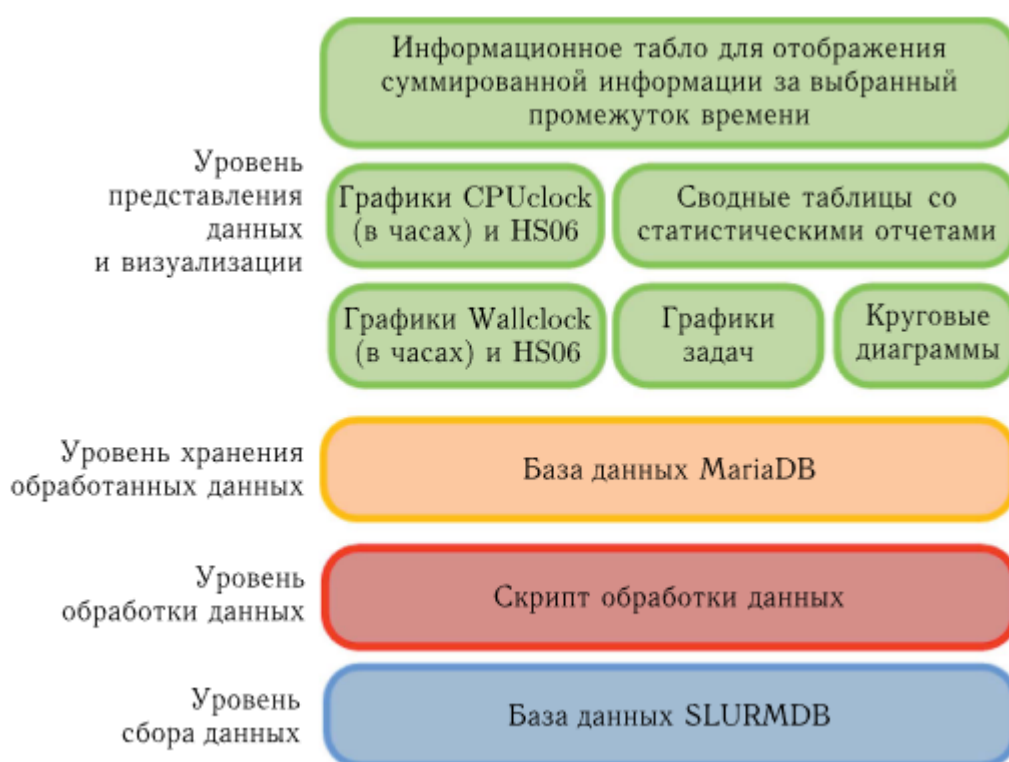 Информационное табло для отображения
суммированной информации за выбранный
промежуток времени
Уровень
представления
данных
и визуализации
Графики CPUclock
(в часах) и HS06
Сводные таблицы со
статистическими отчетами
Графики Wallclock
(в часах) и HS06
Графики
задач
Круговые
диаграммы
Уровень хранения
обработанных данных
База данных MariaDB
Уровень
обработки данных
Скрипт обработки данных
Уровень
сбора данных
База данных SLURMDB